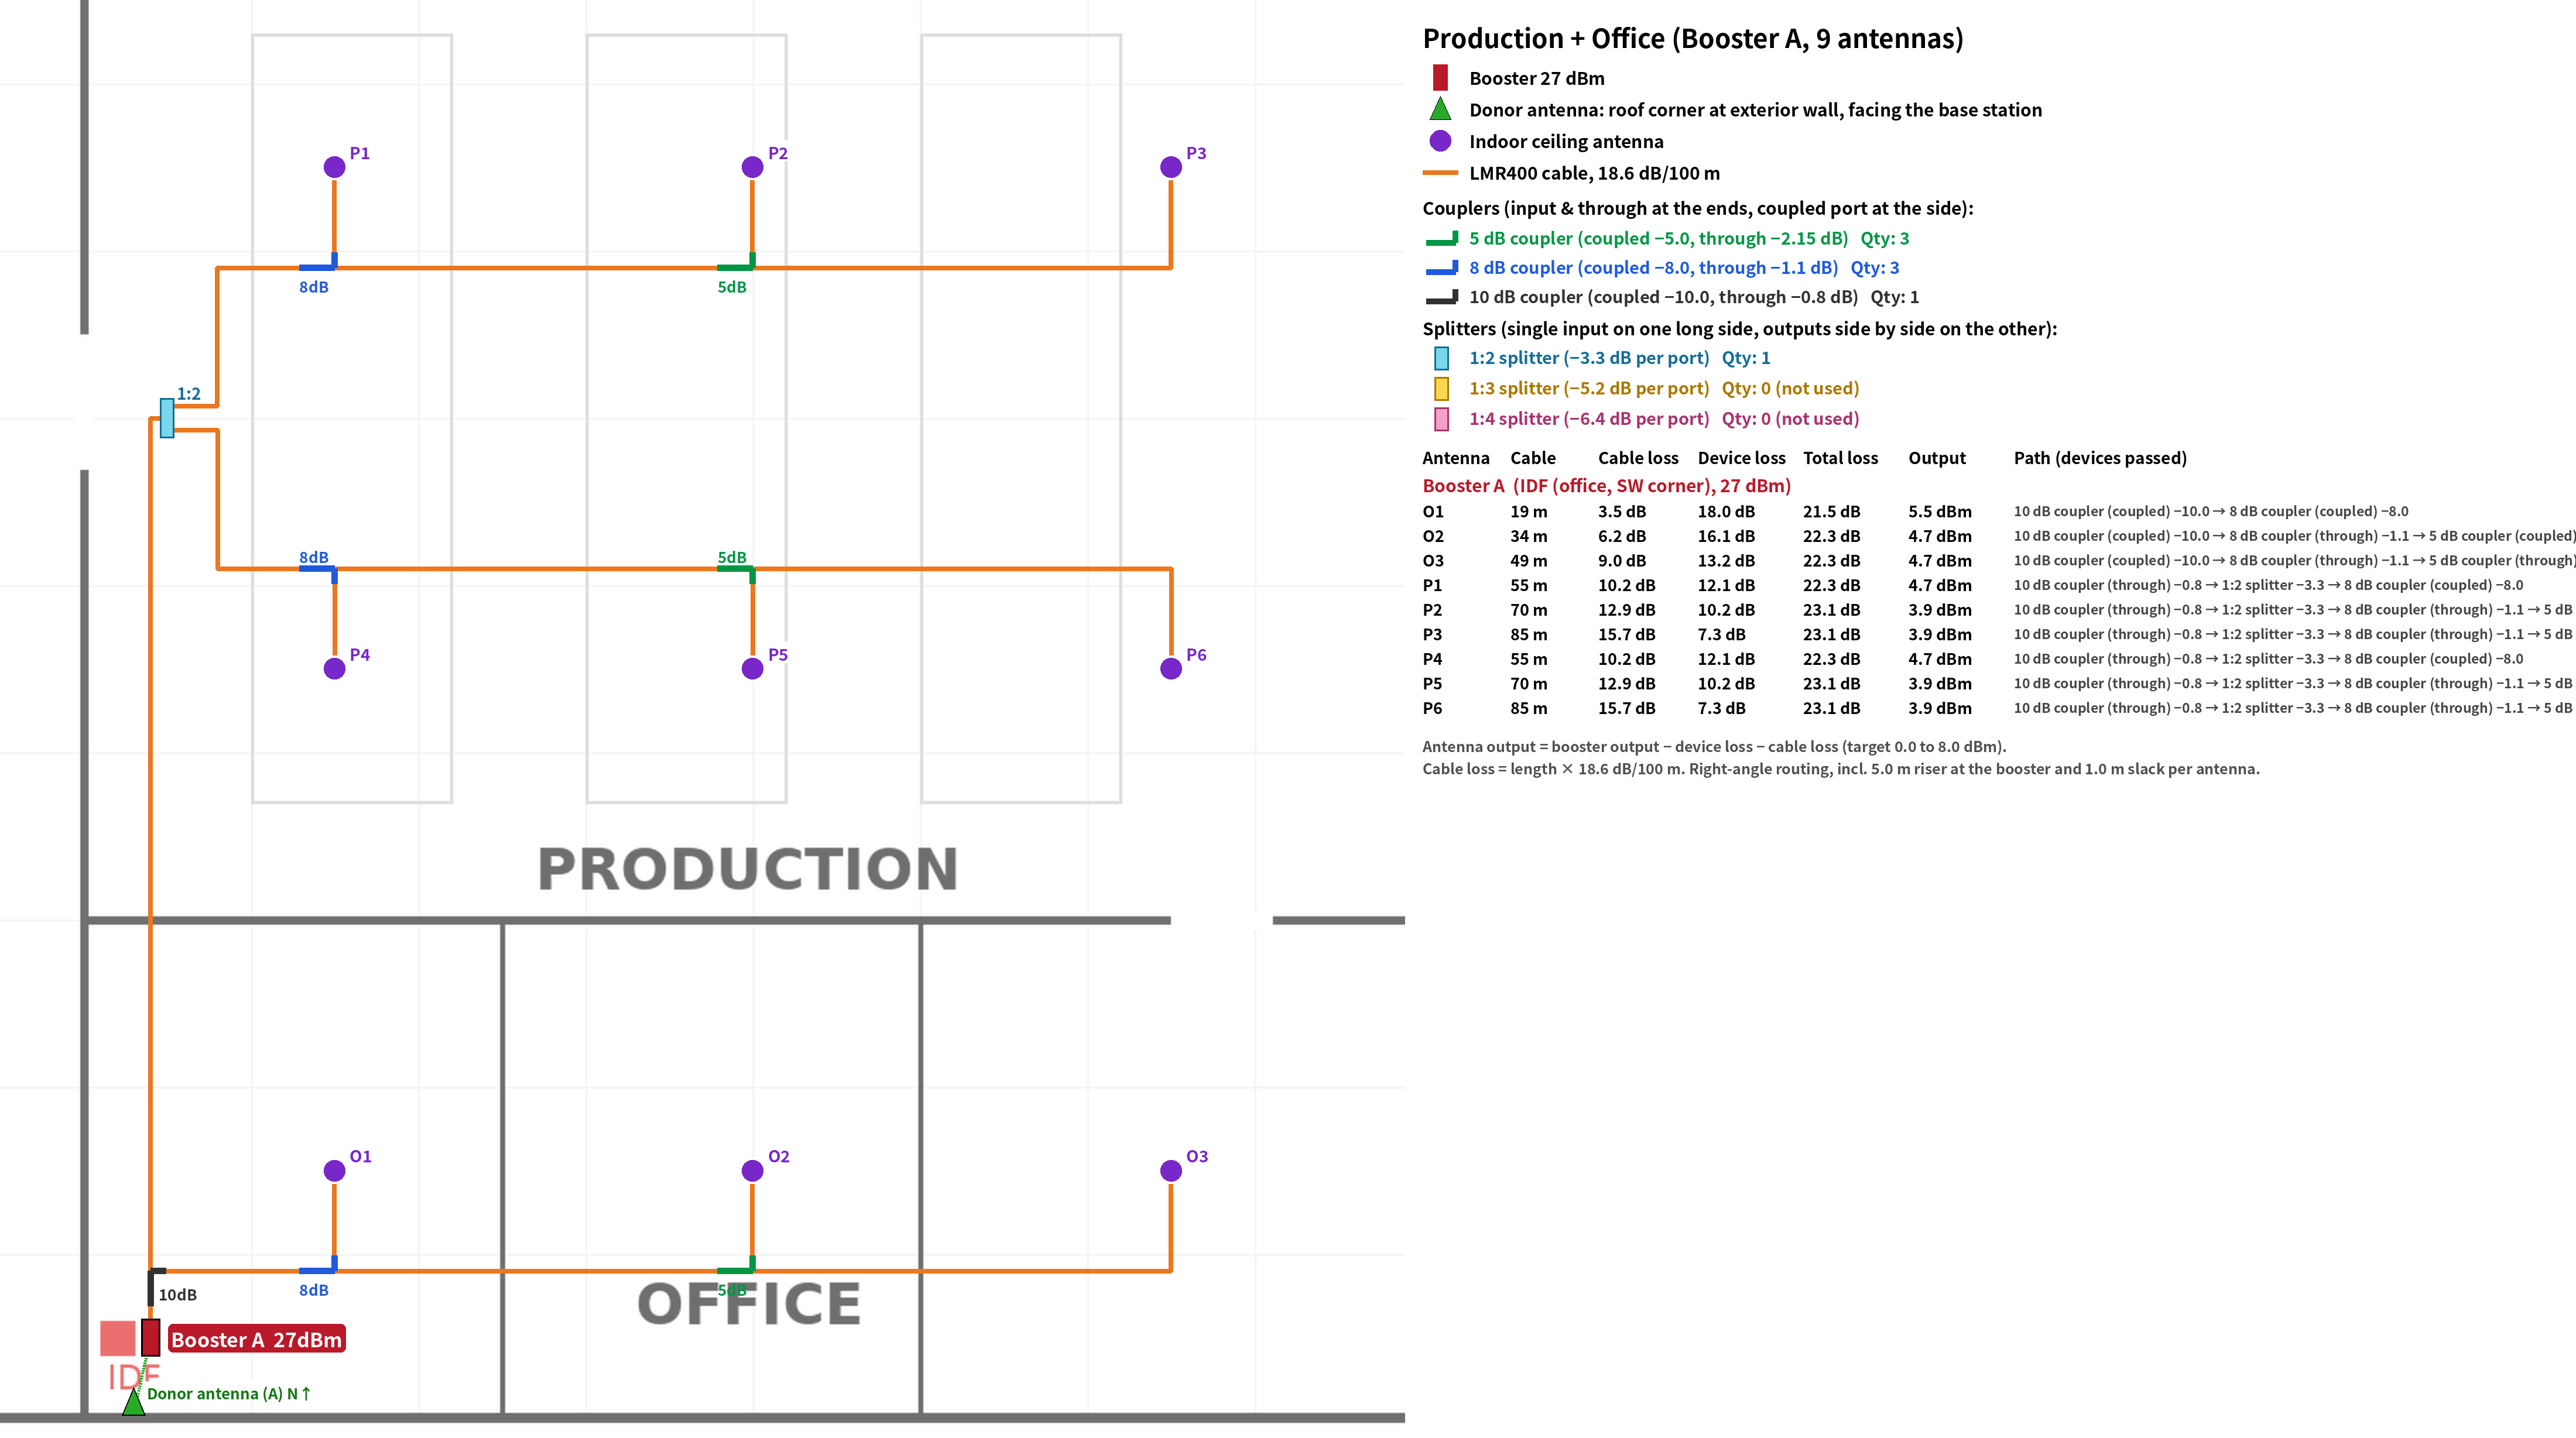 P1
P2
P3
8dB
5dB
1:2
8dB
5dB
P4
P5
P6
PRODUCTION
O1
O2
O3
10dB
8dB
5dB
OFFICE
Booster A 27dBm
IDF
Donor antenna (A) N ↑
Production + Office (Booster A, 9 antennas)
Booster 27 dBm
Donor antenna: roof corner at exterior wall, facing the base station
Indoor ceiling antenna
LMR400 cable, 18.6 dB/100 m
Couplers (input & through at the ends, coupled port at the side):
5 dB coupler (coupled −5.0, through −2.15 dB) Qty: 3
8 dB coupler (coupled −8.0, through −1.1 dB) Qty: 3
10 dB coupler (coupled −10.0, through −0.8 dB) Qty: 1
Splitters (single input on one long side, outputs side by side on the other):
1:2 splitter (−3.3 dB per port) Qty: 1
1:3 splitter (−5.2 dB per port) Qty: 0 (not used)
1:4 splitter (−6.4 dB per port) Qty: 0 (not used)
Antenna Cable Cable loss Device loss Total loss Output Path (devices passed)
Booster A (IDF (office, SW corner), 27 dBm)
O1 19 m 3.5 dB 18.0 dB 21.5 dB 5.5 dBm 10 dB coupler (coupled) −10.0 → 8 dB coupler (coupled) −8.0
O2 34 m 6.2 dB 16.1 dB 22.3 dB 4.7 dBm 10 dB coupler (coupled) −10.0 → 8 dB coupler (through) −1.1 → 5 dB coupler (coupled)
O3 49 m 9.0 dB 13.2 dB 22.3 dB 4.7 dBm 10 dB coupler (coupled) −10.0 → 8 dB coupler (through) −1.1 → 5 dB coupler (through)
P1 55 m 10.2 dB 12.1 dB 22.3 dB 4.7 dBm 10 dB coupler (through) −0.8 → 1:2 splitter −3.3 → 8 dB coupler (coupled) −8.0
P2 70 m 12.9 dB 10.2 dB 23.1 dB 3.9 dBm 10 dB coupler (through) −0.8 → 1:2 splitter −3.3 → 8 dB coupler (through) −1.1 → 5 dB
P3 85 m 15.7 dB 7.3 dB 23.1 dB 3.9 dBm 10 dB coupler (through) −0.8 → 1:2 splitter −3.3 → 8 dB coupler (through) −1.1 → 5 dB
P4 55 m 10.2 dB 12.1 dB 22.3 dB 4.7 dBm 10 dB coupler (through) −0.8 → 1:2 splitter −3.3 → 8 dB coupler (coupled) −8.0
P5 70 m 12.9 dB 10.2 dB 23.1 dB 3.9 dBm 10 dB coupler (through) −0.8 → 1:2 splitter −3.3 → 8 dB coupler (through) −1.1 → 5 dB
P6 85 m 15.7 dB 7.3 dB 23.1 dB 3.9 dBm 10 dB coupler (through) −0.8 → 1:2 splitter −3.3 → 8 dB coupler (through) −1.1 → 5 dB
Antenna output = booster output − device loss − cable loss (target 0.0 to 8.0 dBm).
Cable loss = length × 18.6 dB/100 m. Right-angle routing, incl. 5.0 m riser at the booster and 1.0 m slack per antenna.